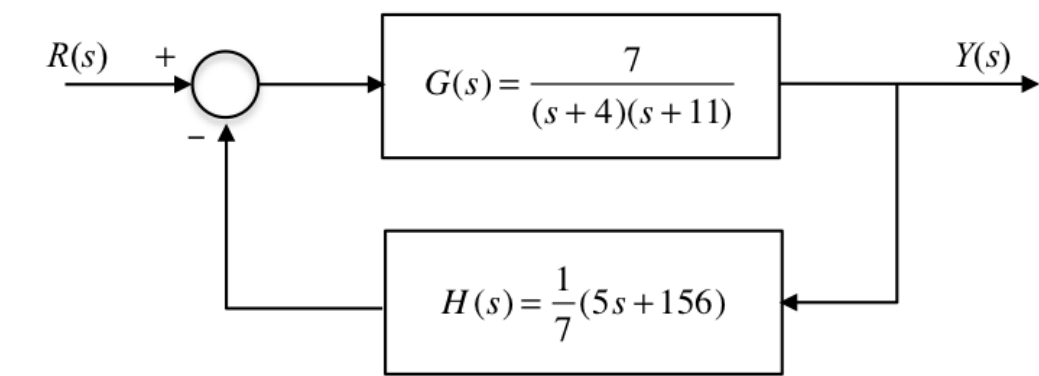 R(s) + Y(s)
G(s) = 7/((s+4)(s+11))
−
H(s) = 1/7(5s+156)